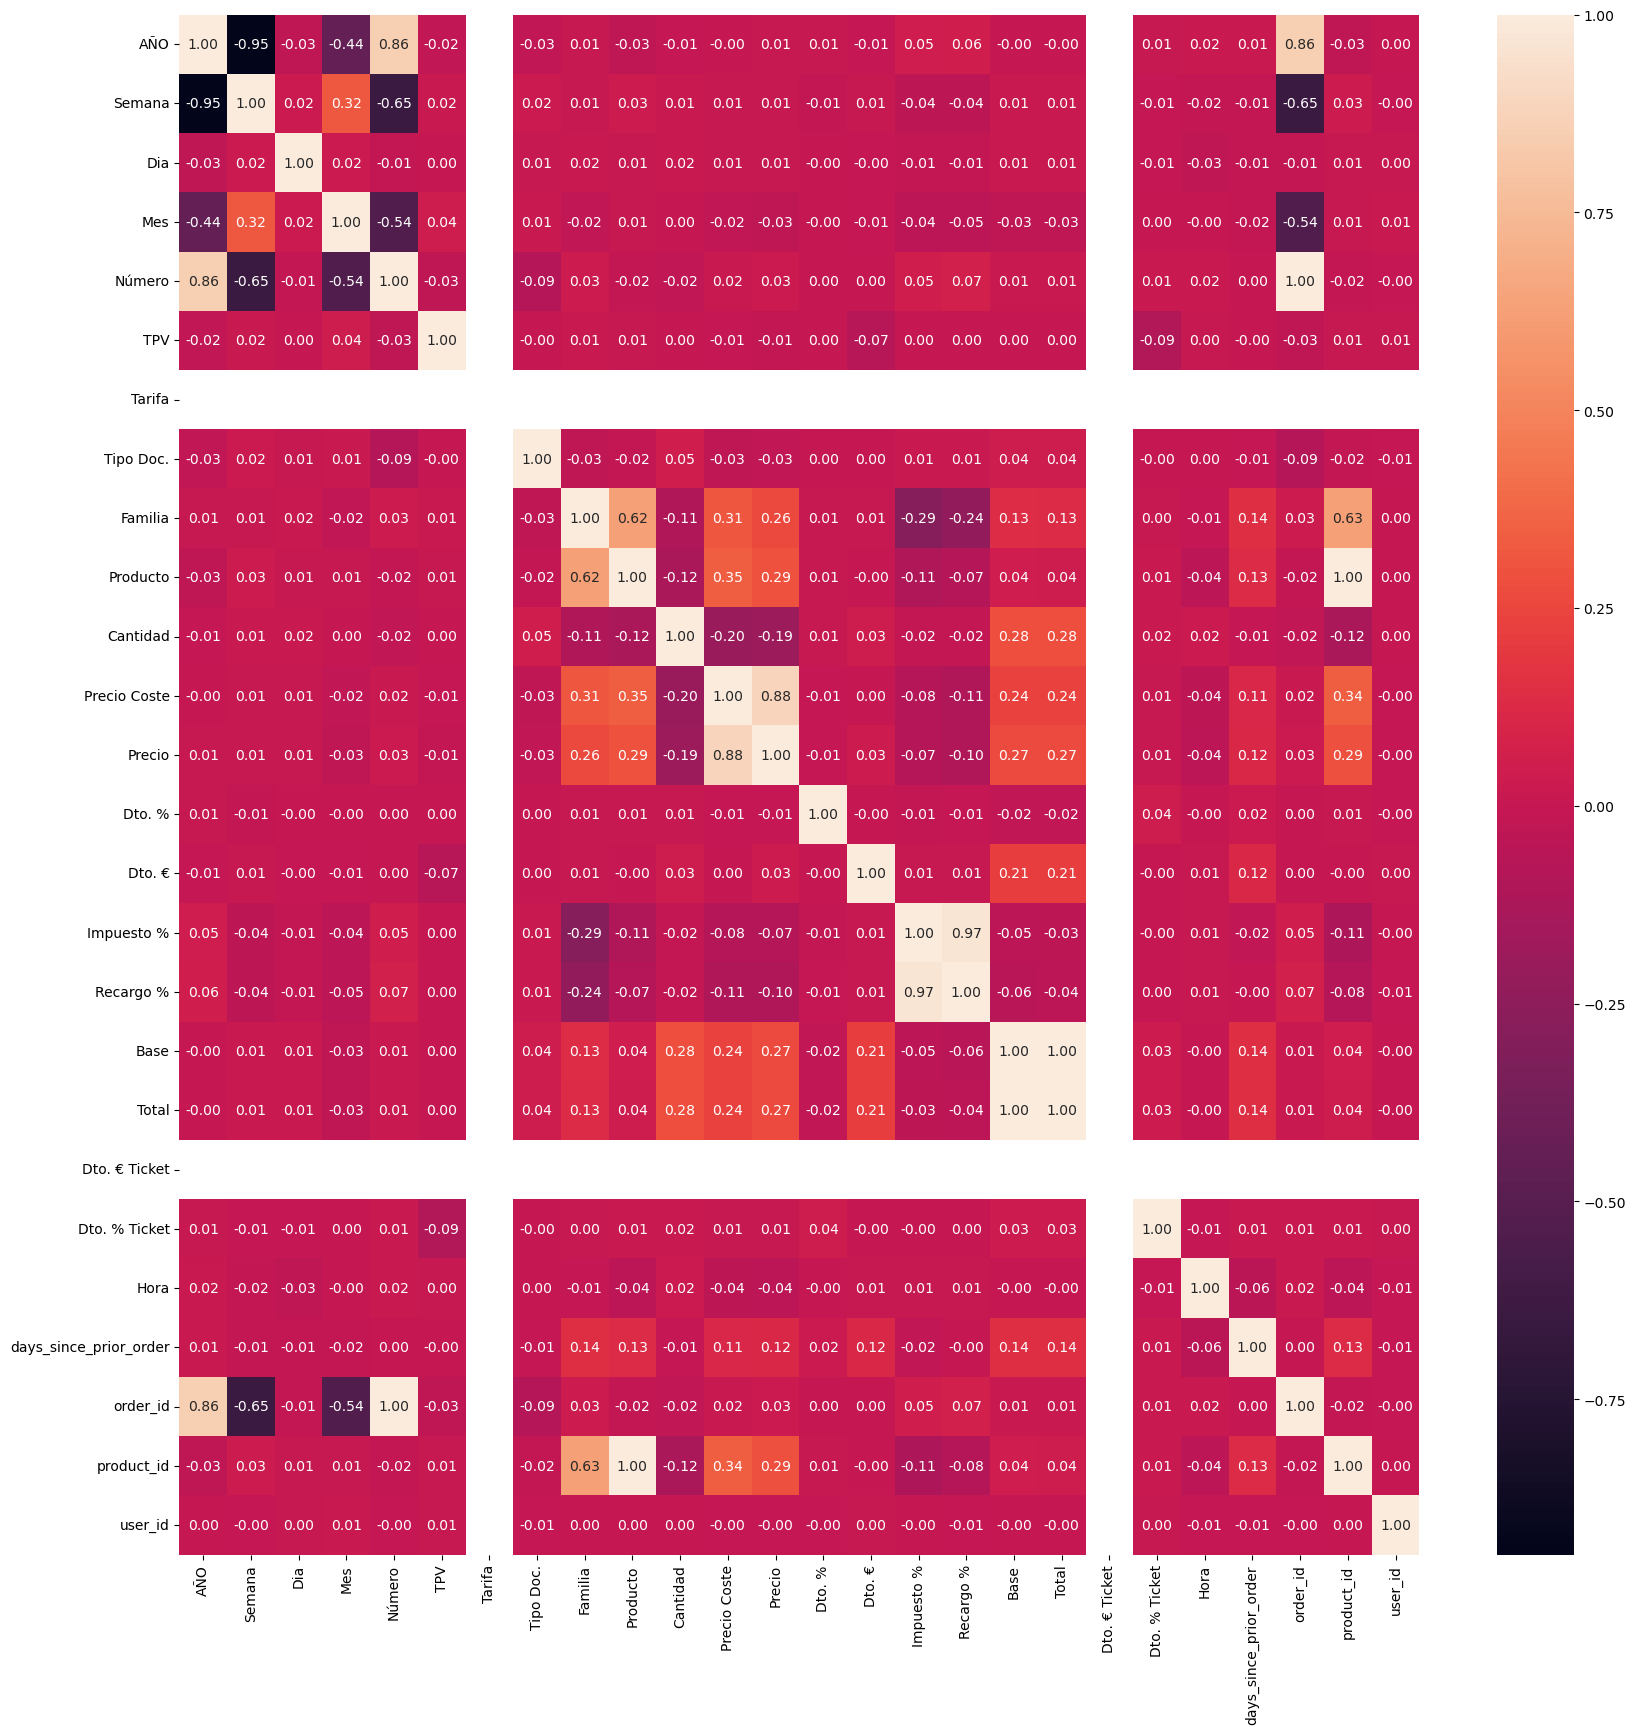 AÑO 1.00 -0.95 -0.03 -0.44 0.86 -0.02 -0.03 0.01 -0.03 -0.01 -0.00 0.01 0.01 -0.01 0.05 0.06 -0.00 -0.00 0.01 0.02 0.01 0.86 -0.03 0.00
Semana -0.95 1.00 0.02 0.32 -0.65 0.02 0.02 0.01 0.03 0.01 0.01 0.01 -0.01 0.01 -0.04 -0.04 0.01 0.01 -0.01 -0.02 -0.01 -0.65 0.03 -0.00
Dia -0.03 0.02 1.00 0.02 -0.01 0.00 0.01 0.02 0.01 0.02 0.01 0.01 -0.00 -0.00 -0.01 -0.01 0.01 0.01 -0.01 -0.03 -0.01 -0.01 0.01 0.00
Mes -0.44 0.32 0.02 1.00 -0.54 0.04 0.01 -0.02 0.01 0.00 -0.02 -0.03 -0.00 -0.01 -0.04 -0.05 -0.03 -0.03 0.00 -0.00 -0.02 -0.54 0.01 0.01
Número 0.86 -0.65 -0.01 -0.54 1.00 -0.03 -0.09 0.03 -0.02 -0.02 0.02 0.03 0.00 0.00 0.05 0.07 0.01 0.01 0.01 0.02 0.00 1.00 -0.02 -0.00
TPV -0.02 0.02 0.00 0.04 -0.03 1.00 -0.00 0.01 0.01 0.00 -0.01 -0.01 0.00 -0.07 0.00 0.00 0.00 0.00 -0.09 0.00 -0.00 -0.03 0.01 0.01
Tarifa
Tipo Doc. -0.03 0.02 0.01 0.01 -0.09 -0.00 1.00 -0.03 -0.02 0.05 -0.03 -0.03 0.00 0.00 0.01 0.01 0.04 0.04 -0.00 0.00 -0.01 -0.09 -0.02 -0.01
Familia 0.01 0.01 0.02 -0.02 0.03 0.01 -0.03 1.00 0.62 -0.11 0.31 0.26 0.01 0.01 -0.29 -0.24 0.13 0.13 0.00 -0.01 0.14 0.03 0.63 0.00
Producto -0.03 0.03 0.01 0.01 -0.02 0.01 -0.02 0.62 1.00 -0.12 0.35 0.29 0.01 -0.00 -0.11 -0.07 0.04 0.04 0.01 -0.04 0.13 -0.02 1.00 0.00
Cantidad -0.01 0.01 0.02 0.00 -0.02 0.00 0.05 -0.11 -0.12 1.00 -0.20 -0.19 0.01 0.03 -0.02 -0.02 0.28 0.28 0.02 0.02 -0.01 -0.02 -0.12 0.00
Precio Coste -0.00 0.01 0.01 -0.02 0.02 -0.01 -0.03 0.31 0.35 -0.20 1.00 0.88 -0.01 0.00 -0.08 -0.11 0.24 0.24 0.01 -0.04 0.11 0.02 0.34 -0.00
Precio 0.01 0.01 0.01 -0.03 0.03 -0.01 -0.03 0.26 0.29 -0.19 0.88 1.00 -0.01 0.03 -0.07 -0.10 0.27 0.27 0.01 -0.04 0.12 0.03 0.29 -0.00
Dto. % 0.01 -0.01 -0.00 -0.00 0.00 0.00 0.00 0.01 0.01 0.01 -0.01 -0.01 1.00 -0.00 -0.01 -0.01 -0.02 -0.02 0.04 -0.00 0.02 0.00 0.01 -0.00
Dto. € -0.01 0.01 -0.00 -0.01 0.00 -0.07 0.00 0.01 -0.00 0.03 0.00 0.03 -0.00 1.00 0.01 0.01 0.21 0.21 -0.00 0.01 0.12 0.00 -0.00 0.00
Impuesto % 0.05 -0.04 -0.01 -0.04 0.05 0.00 0.01 -0.29 -0.11 -0.02 -0.08 -0.07 -0.01 0.01 1.00 0.97 -0.05 -0.03 -0.00 0.01 -0.02 0.05 -0.11 -0.00
Recargo % 0.06 -0.04 -0.01 -0.05 0.07 0.00 0.01 -0.24 -0.07 -0.02 -0.11 -0.10 -0.01 0.01 0.97 1.00 -0.06 -0.04 0.00 0.01 -0.00 0.07 -0.08 -0.01
Base -0.00 0.01 0.01 -0.03 0.01 0.00 0.04 0.13 0.04 0.28 0.24 0.27 -0.02 0.21 -0.05 -0.06 1.00 1.00 0.03 -0.00 0.14 0.01 0.04 -0.00
Total -0.00 0.01 0.01 -0.03 0.01 0.00 0.04 0.13 0.04 0.28 0.24 0.27 -0.02 0.21 -0.03 -0.04 1.00 1.00 0.03 -0.00 0.14 0.01 0.04 -0.00
Dto. € Ticket
Dto. % Ticket 0.01 -0.01 -0.01 0.00 0.01 -0.09 -0.00 0.00 0.01 0.02 0.01 0.01 0.04 -0.00 -0.00 0.00 0.03 0.03 1.00 -0.01 0.01 0.01 0.01 0.00
Hora 0.02 -0.02 -0.03 -0.00 0.02 0.00 0.00 -0.01 -0.04 0.02 -0.04 -0.04 -0.00 0.01 0.01 0.01 -0.00 -0.00 -0.01 1.00 -0.06 0.02 -0.04 -0.01
days_since_prior_order 0.01 -0.01 -0.01 -0.02 0.00 -0.00 -0.01 0.14 0.13 -0.01 0.11 0.12 0.02 0.12 -0.02 -0.00 0.14 0.14 0.01 -0.06 1.00 0.00 0.13 -0.01
order_id 0.86 -0.65 -0.01 -0.54 1.00 -0.03 -0.09 0.03 -0.02 -0.02 0.02 0.03 0.00 0.00 0.05 0.07 0.01 0.01 0.01 0.02 0.00 1.00 -0.02 -0.00
product_id -0.03 0.03 0.01 0.01 -0.02 0.01 -0.02 0.63 1.00 -0.12 0.34 0.29 0.01 -0.00 -0.11 -0.08 0.04 0.04 0.01 -0.04 0.13 -0.02 1.00 0.00
user_id 0.00 -0.00 0.00 0.01 -0.00 0.01 -0.01 0.00 0.00 0.00 -0.00 -0.00 -0.00 0.00 -0.00 -0.01 -0.00 -0.00 0.00 -0.01 -0.01 -0.00 0.00 1.00
AÑO
Semana
Dia
Mes
Número
TPV
Tarifa
Tipo Doc.
Familia
Producto
Cantidad
Precio Coste
Precio
Dto. %
Dto. €
Impuesto %
Recargo %
Base
Total
Dto. € Ticket
Dto. % Ticket
Hora
days_since_prior_order
order_id
product_id
user_id
1.00
0.75
0.50
0.25
0.00
−0.25
−0.50
−0.75